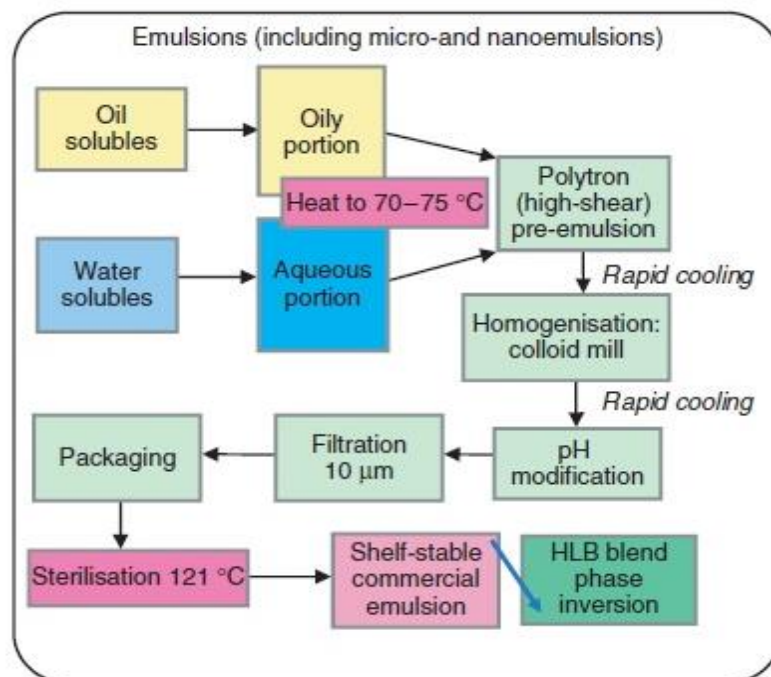 Emulsions (including micro-and nanoemulsions)
Oil
solubles
Oily
portion
Heat to 70–75 °C
Polytron
(high-shear)
pre-emulsion
Water
solubles
Aqueous
portion
Rapid cooling
Homogenisation:
colloid mill
Rapid cooling
pH
modification
Filtration
10 μm
Packaging
Sterilisation 121 °C
Shelf-stable
commercial
emulsion
HLB blend
phase
inversion